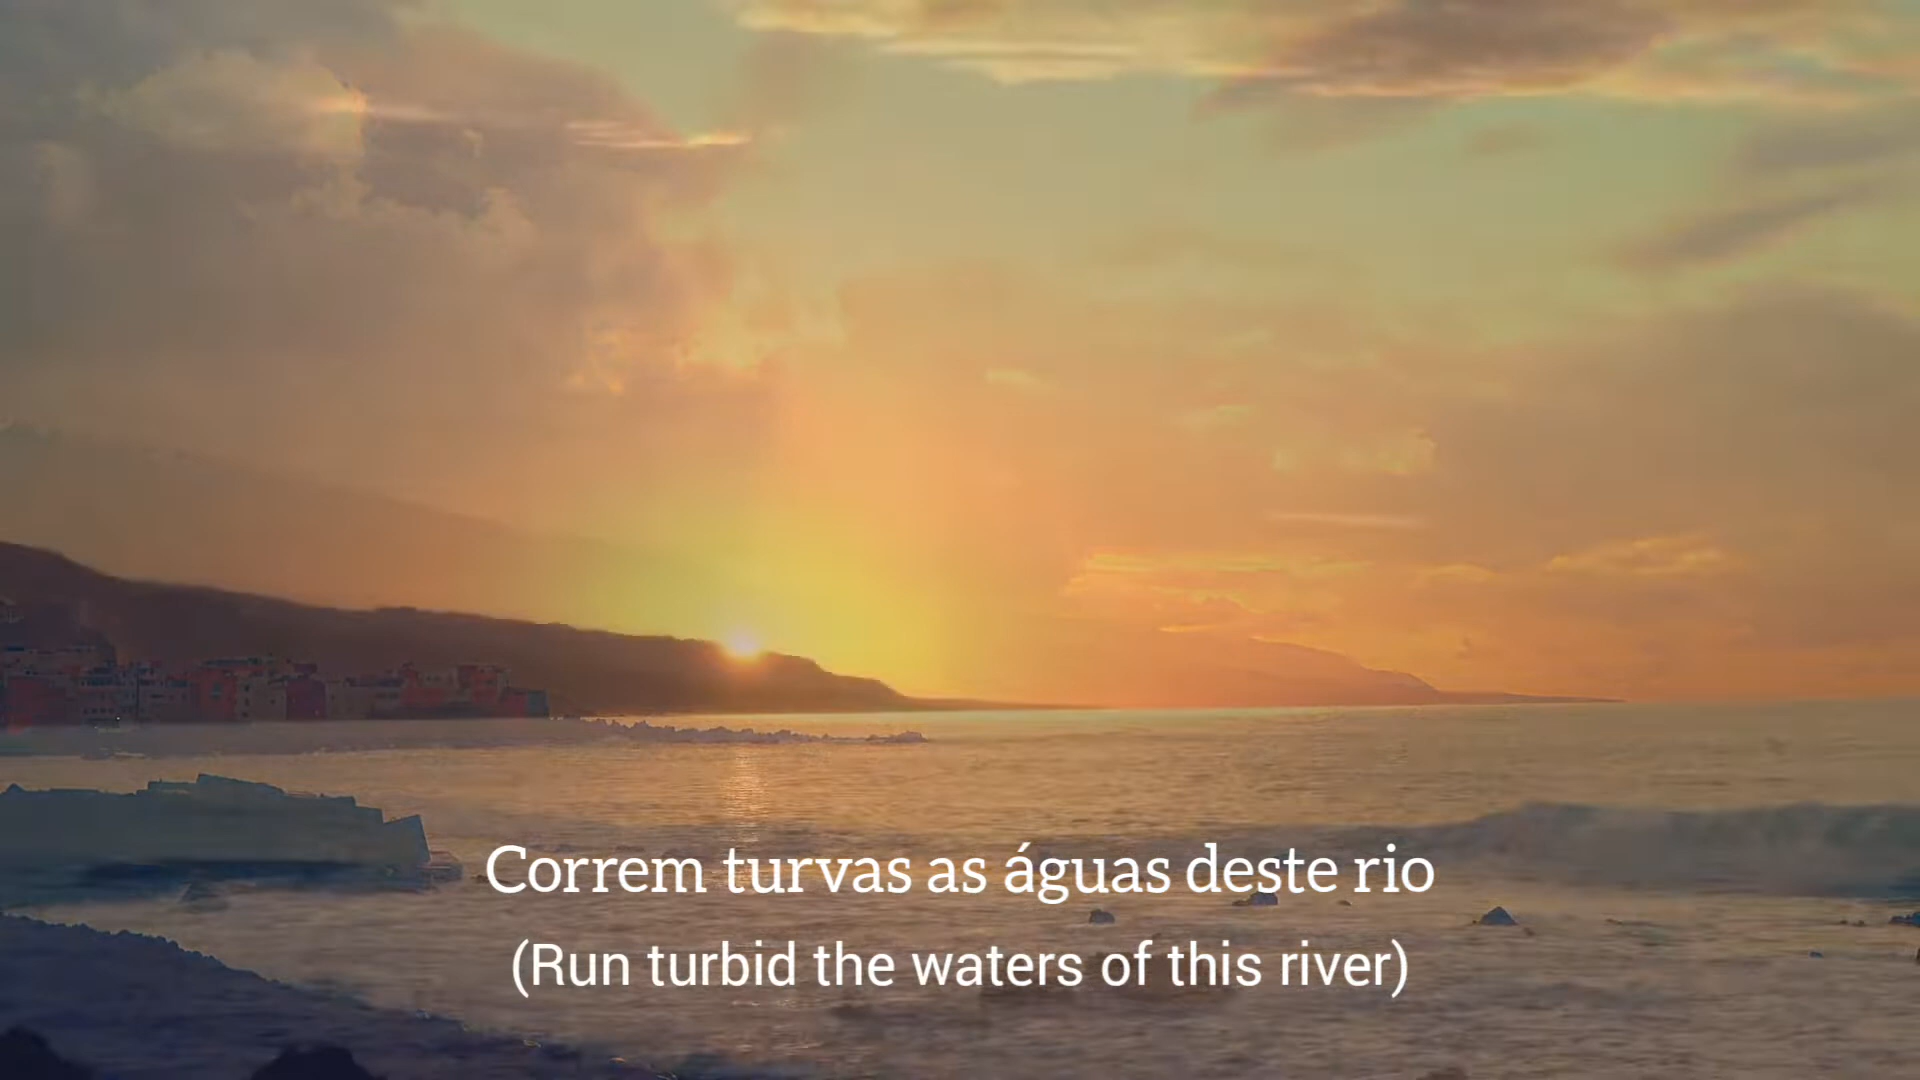 Correm turvas as águas deste rio
(Run turbid the waters of this river)